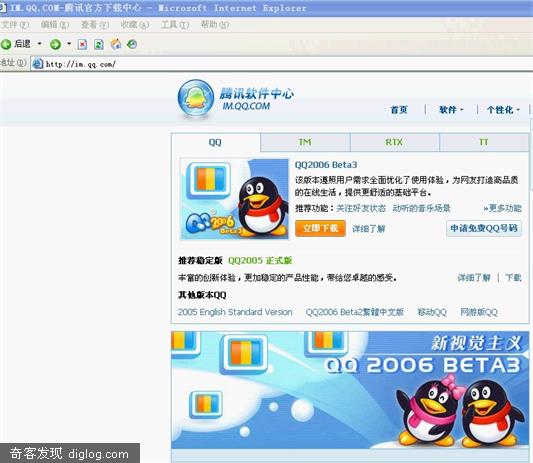 IM.QQ.COM-腾讯官方下载中心 - Microsoft Internet Explorer
文件(F) 编辑(E) 查看(V) 收藏(A) 工具(T) 帮助(H)
后退
地址(D) http://im.qq.com/
腾讯软件中心
IM.QQ.COM
首页 软件 个性化
QQ TM RTX TT
QQ2006 Beta3
该版本遵照用户需求全面优化了使用体验，为网友打造高品质
的在线生活，提供更舒适的基础平台。
推荐功能：关注好友状态 动听的音乐场景 »更多功能
立即下载 详细了解 申请免费QQ号码
QQ 2006
BETA3
推荐稳定版 QQ2005 正式版
丰富的创新体验，更加稳定的产品性能，带给您卓越的感受。 详细了解 | 下载
其他版本QQ
2005 English Standard Version QQ2006 Beta2繁體中文版 移动QQ 网游版QQ
新视觉主义
QQ 2006 BETA3
奇客发现 diglog.com